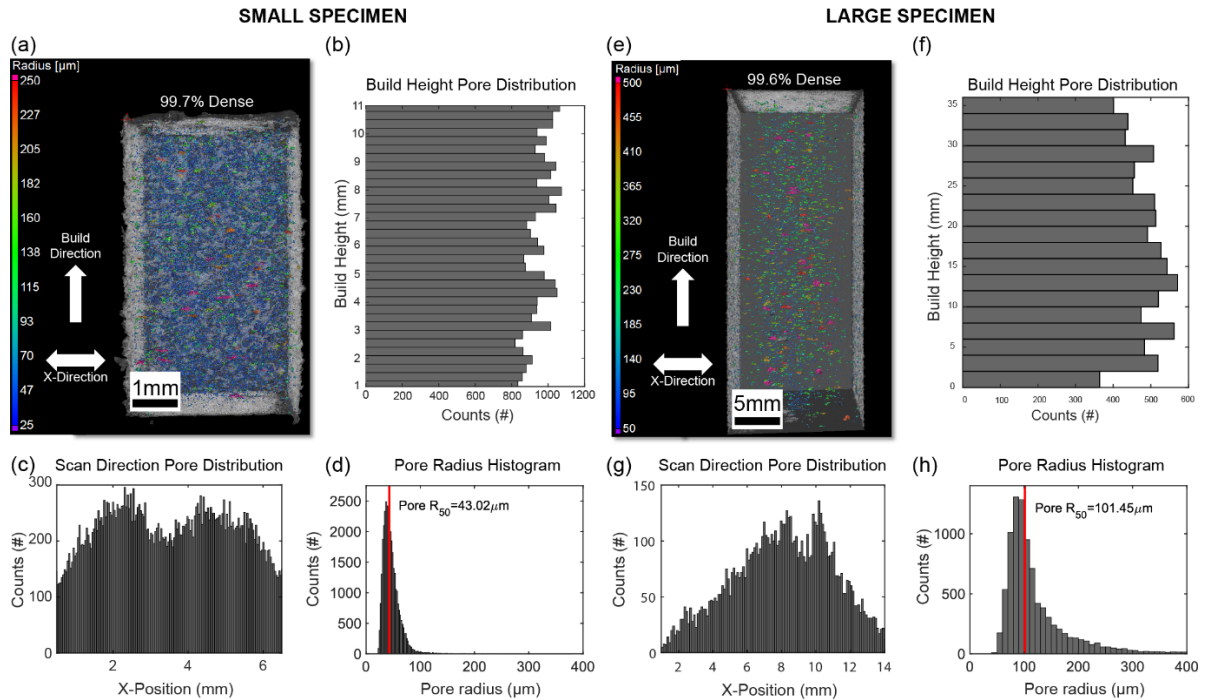 SMALL SPECIMEN
LARGE SPECIMEN
(a)
Radius [µm]
250
227
205
182
160
138
115
93
70
47
25
99.7% Dense
Build
Direction
X-Direction
1mm
(b)
Build Height Pore Distribution
Build Height (mm)
11
10
9
8
7
6
5
4
3
2
1
0 200 400 600 800 1000 1200
Counts (#)
(e)
Radius [µm]
500
455
410
365
320
275
230
185
140
95
50
99.6% Dense
Build
Direction
X-Direction
5mm
(f)
Build Height Pore Distribution
Build Height (mm)
35
30
25
20
15
10
5
0
0 100 200 300 400 500 600
Counts (#)
(c)
Scan Direction Pore Distribution
Counts (#)
300
200
100
0
2 4 6
X-Position (mm)
(d)
Pore Radius Histogram
Pore R50=43.02µm
Counts (#)
2500
2000
1500
1000
500
0
0 100 200 300 400
Pore radius (µm)
(g)
Scan Direction Pore Distribution
Counts (#)
150
100
50
0
2 4 6 8 10 12 14
X-Position (mm)
(h)
Pore Radius Histogram
Pore R50=101.45µm
Counts (#)
1000
500
0
0 100 200 300 400
Pore radius (µm)